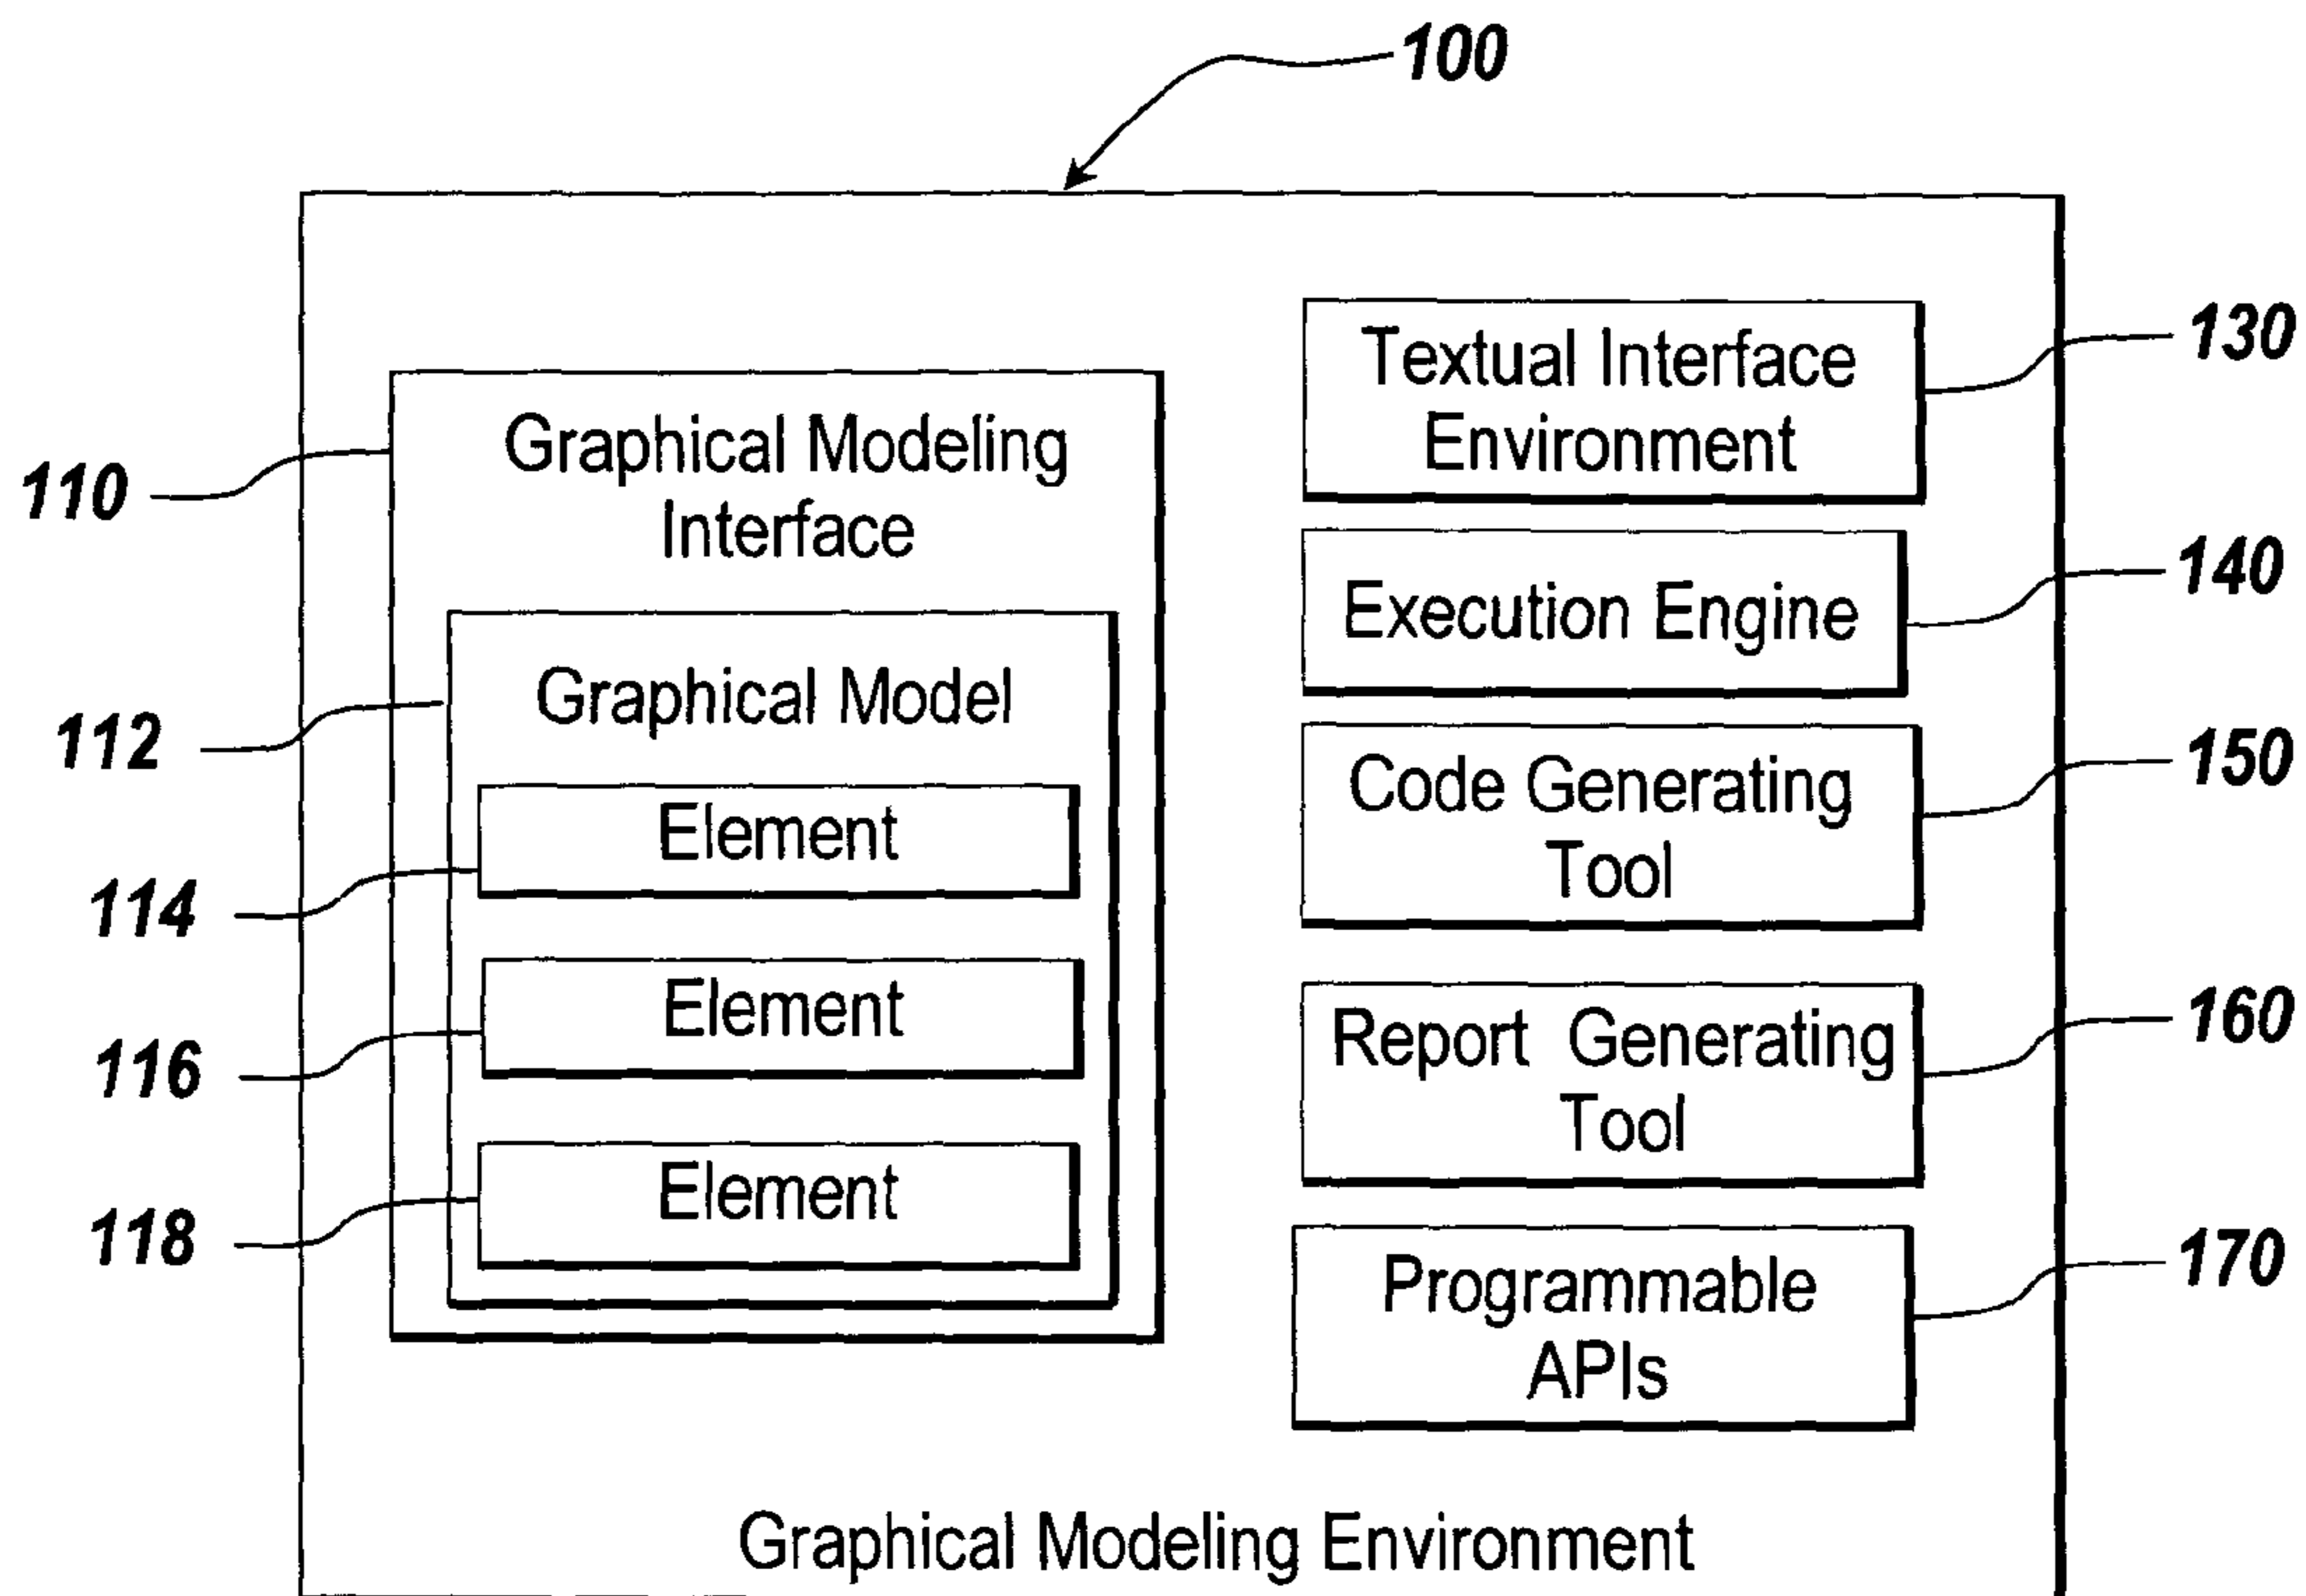 100
Textual Interface
Environment
130
110
Graphical Modeling
Interface
Execution Engine
140
112
Graphical Model
Code Generating
Tool
150
114
Element
116
Element
Report Generating
Tool
160
118
Element
Programmable
APIs
170
Graphical Modeling Environment